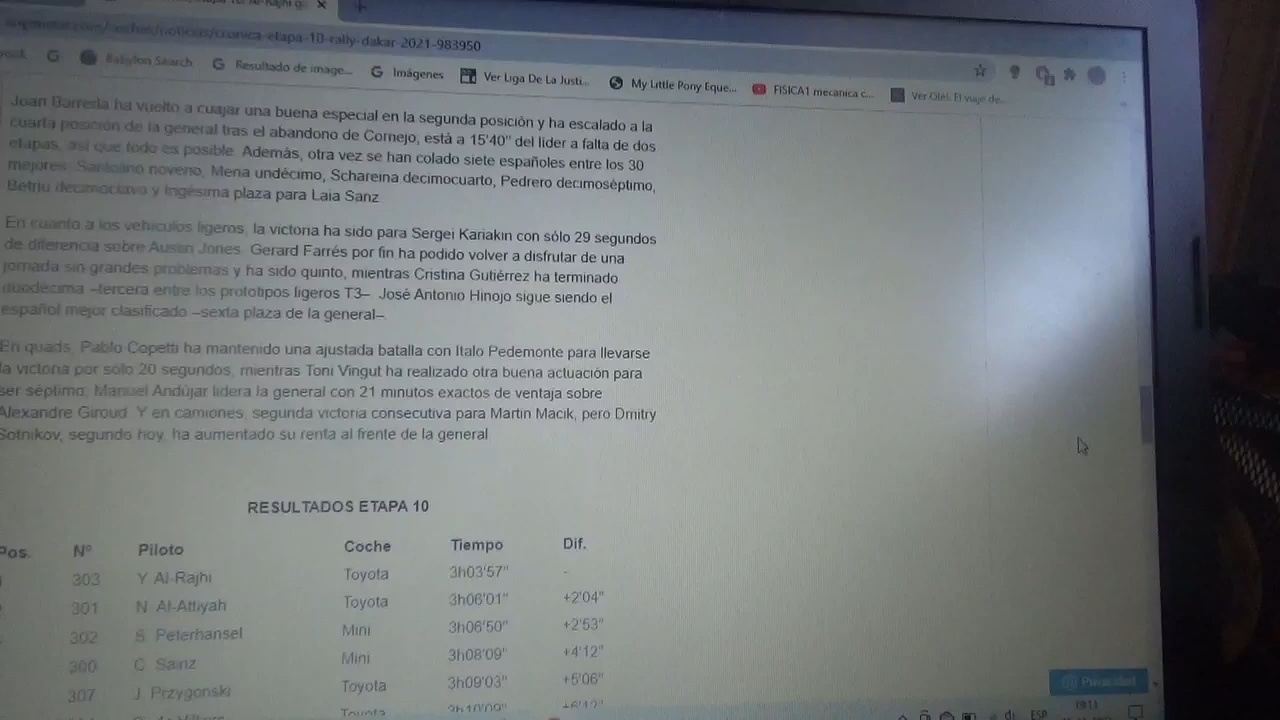 /noticias/cronica-etapa-10-rally-dakar-2021-983950
Babylon Search Resultado de image... Imágenes Ver Liga De La Justi... My Little Pony Eque... FISICA1 mecanica c... Ver Olé!. El viaje de...
Joan Barreda ha vuelto a cuajar una buena especial en la segunda posición y ha escalado a la
cuarta posición de la general tras el abandono de Cornejo, está a 15'40" del líder a falta de dos
etapas, así que todo es posible. Además, otra vez se han colado siete españoles entre los 30
mejores: Santolino noveno, Mena undécimo, Schareina decimocuarto, Pedrero decimoséptimo,
Betriu decimoctavo y ingésima plaza para Laia Sanz
En cuanto a los vehículos ligeros, la victoria ha sido para Sergei Kariakin con sólo 29 segundos
de diferencia sobre Austin Jones. Gerard Farrés por fin ha podido volver a disfrutar de una
jornada sin grandes problemas y ha sido quinto, mientras Cristina Gutiérrez ha terminado
duodécima –tercera entre los prototipos ligeros T3– José Antonio Hinojo sigue siendo el
español mejor clasificado –sexta plaza de la general–
En quads, Pablo Copetti ha mantenido una ajustada batalla con Italo Pedemonte para llevarse
la victoria por sólo 20 segundos, mientras Toni Vingut ha realizado otra buena actuación para
ser séptimo; Manuel Andújar lidera la general con 21 minutos exactos de ventaja sobre
Alexandre Giroud. Y en camiones, segunda victoria consecutiva para Martin Macik, pero Dmitry
Sotnikov, segundo hoy, ha aumentado su renta al frente de la general
RESULTADOS ETAPA 10
Pos. Nº Piloto Coche Tiempo Dif.
303 Y. Al-Rajhi Toyota 3h03'57" -
301 N. Al-Attiyah Toyota 3h06'01" +2'04"
302 S. Peterhansel Mini 3h06'50" +2'53"
300 C. Sainz Mini 3h08'09" +4'12"
307 J. Przygonski Toyota 3h09'03" +5'06"
Toyota
Privacidad
ESP 19:11